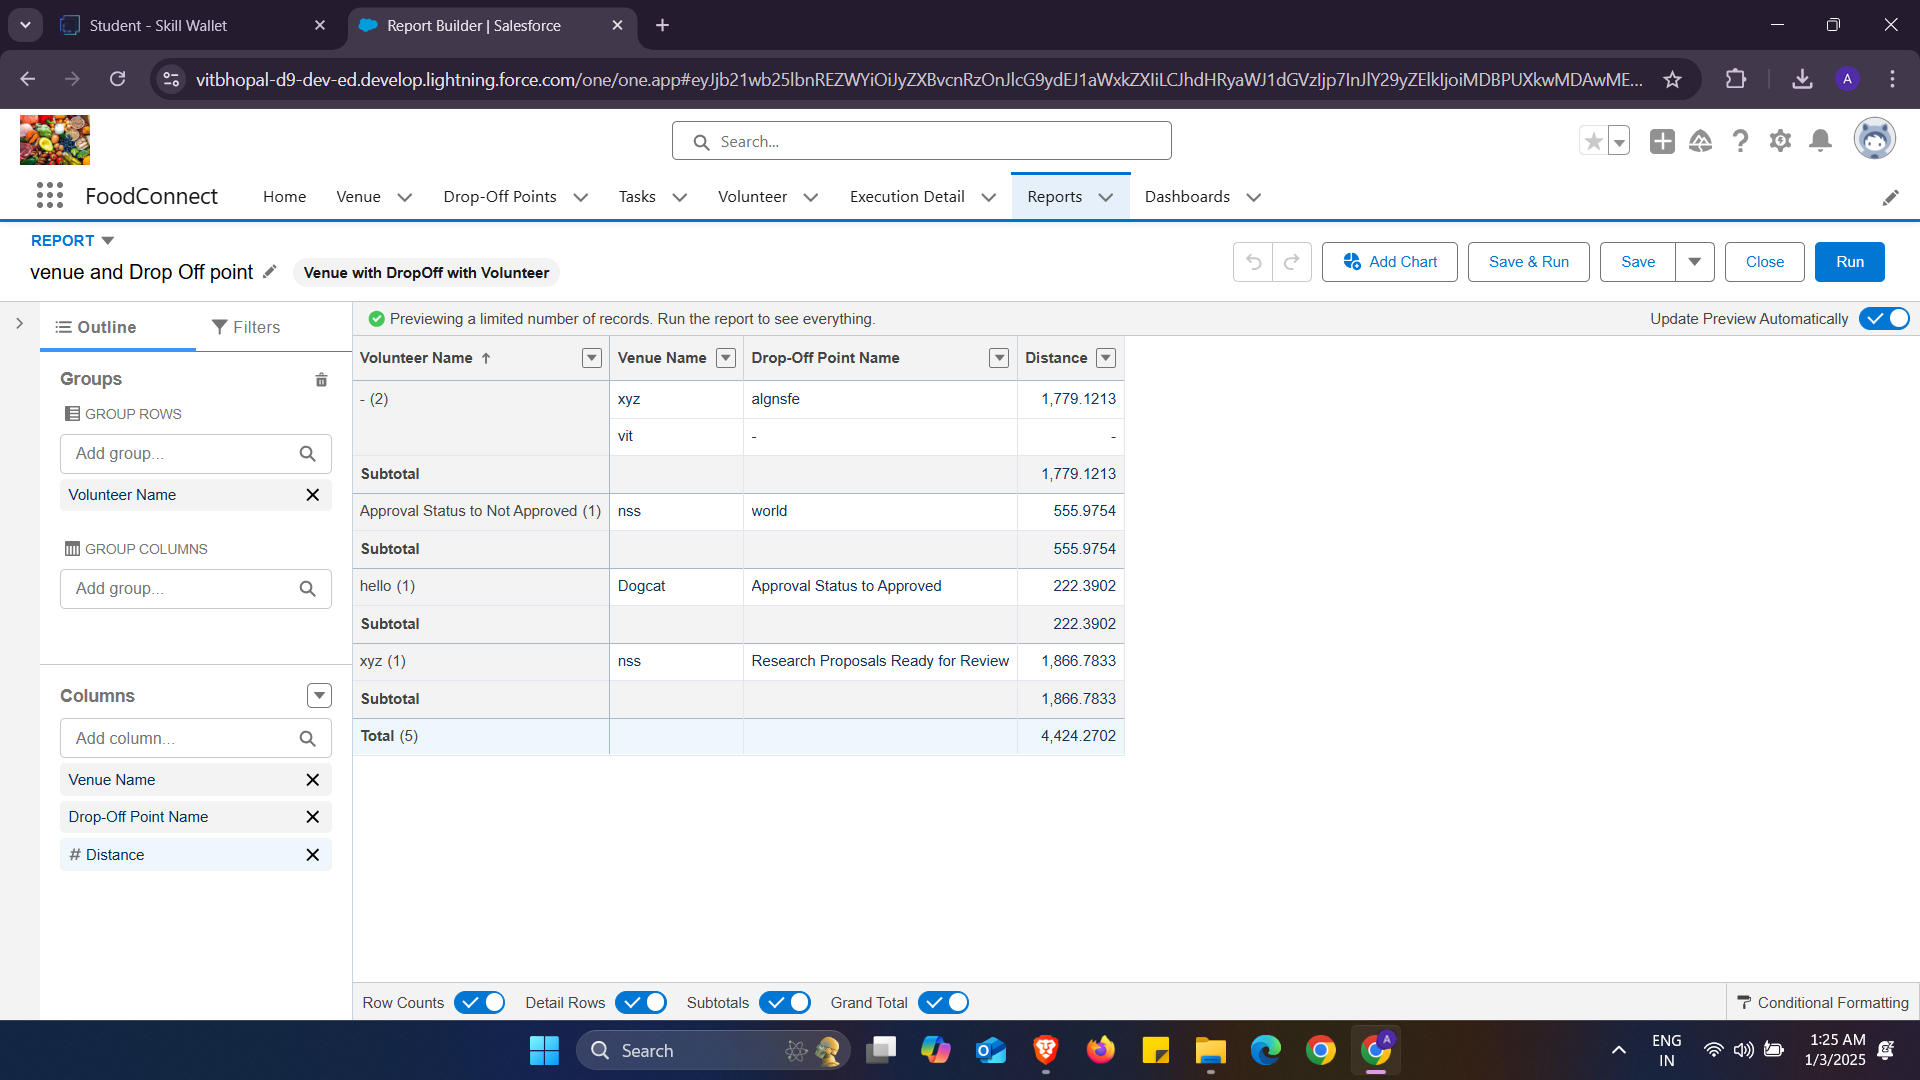 Student - Skill Wallet
Report Builder | Salesforce
vitbhopal-d9-dev-ed.develop.lightning.force.com/one/one.app#eyJjb21wb25lbnREZWYiOiJyZXBvcnRzOnJlcG9ydEJ1aWxkZXIiLCJhdHRyaWJ1dGVzIjp7InJlY29yZElkIjoiMDBPUXkwMDAwME...
A
Search...
FoodConnect
Home
Venue
Drop-Off Points
Tasks
Volunteer
Execution Detail
Reports
Dashboards
REPORT
venue and Drop Off point
Venue with DropOff with Volunteer
Add Chart
Save & Run
Save
Close
Run
Outline
Filters
Previewing a limited number of records. Run the report to see everything.
Update Preview Automatically
Groups
GROUP ROWS
Add group...
Volunteer Name
GROUP COLUMNS
Add group...
Columns
Add column...
Venue Name
Drop-Off Point Name
# Distance
Volunteer Name ↑ Venue Name Drop-Off Point Name Distance
- (2) xyz algnsfe 1,779.1213
vit - -
Subtotal 1,779.1213
Approval Status to Not Approved (1) nss world 555.9754
Subtotal 555.9754
hello (1) Dogcat Approval Status to Approved 222.3902
Subtotal 222.3902
xyz (1) nss Research Proposals Ready for Review 1,866.7833
Subtotal 1,866.7833
Total (5) 4,424.2702
Row Counts
Detail Rows
Subtotals
Grand Total
Conditional Formatting
Search
A
ENG
IN
1:25 AM
1/3/2025